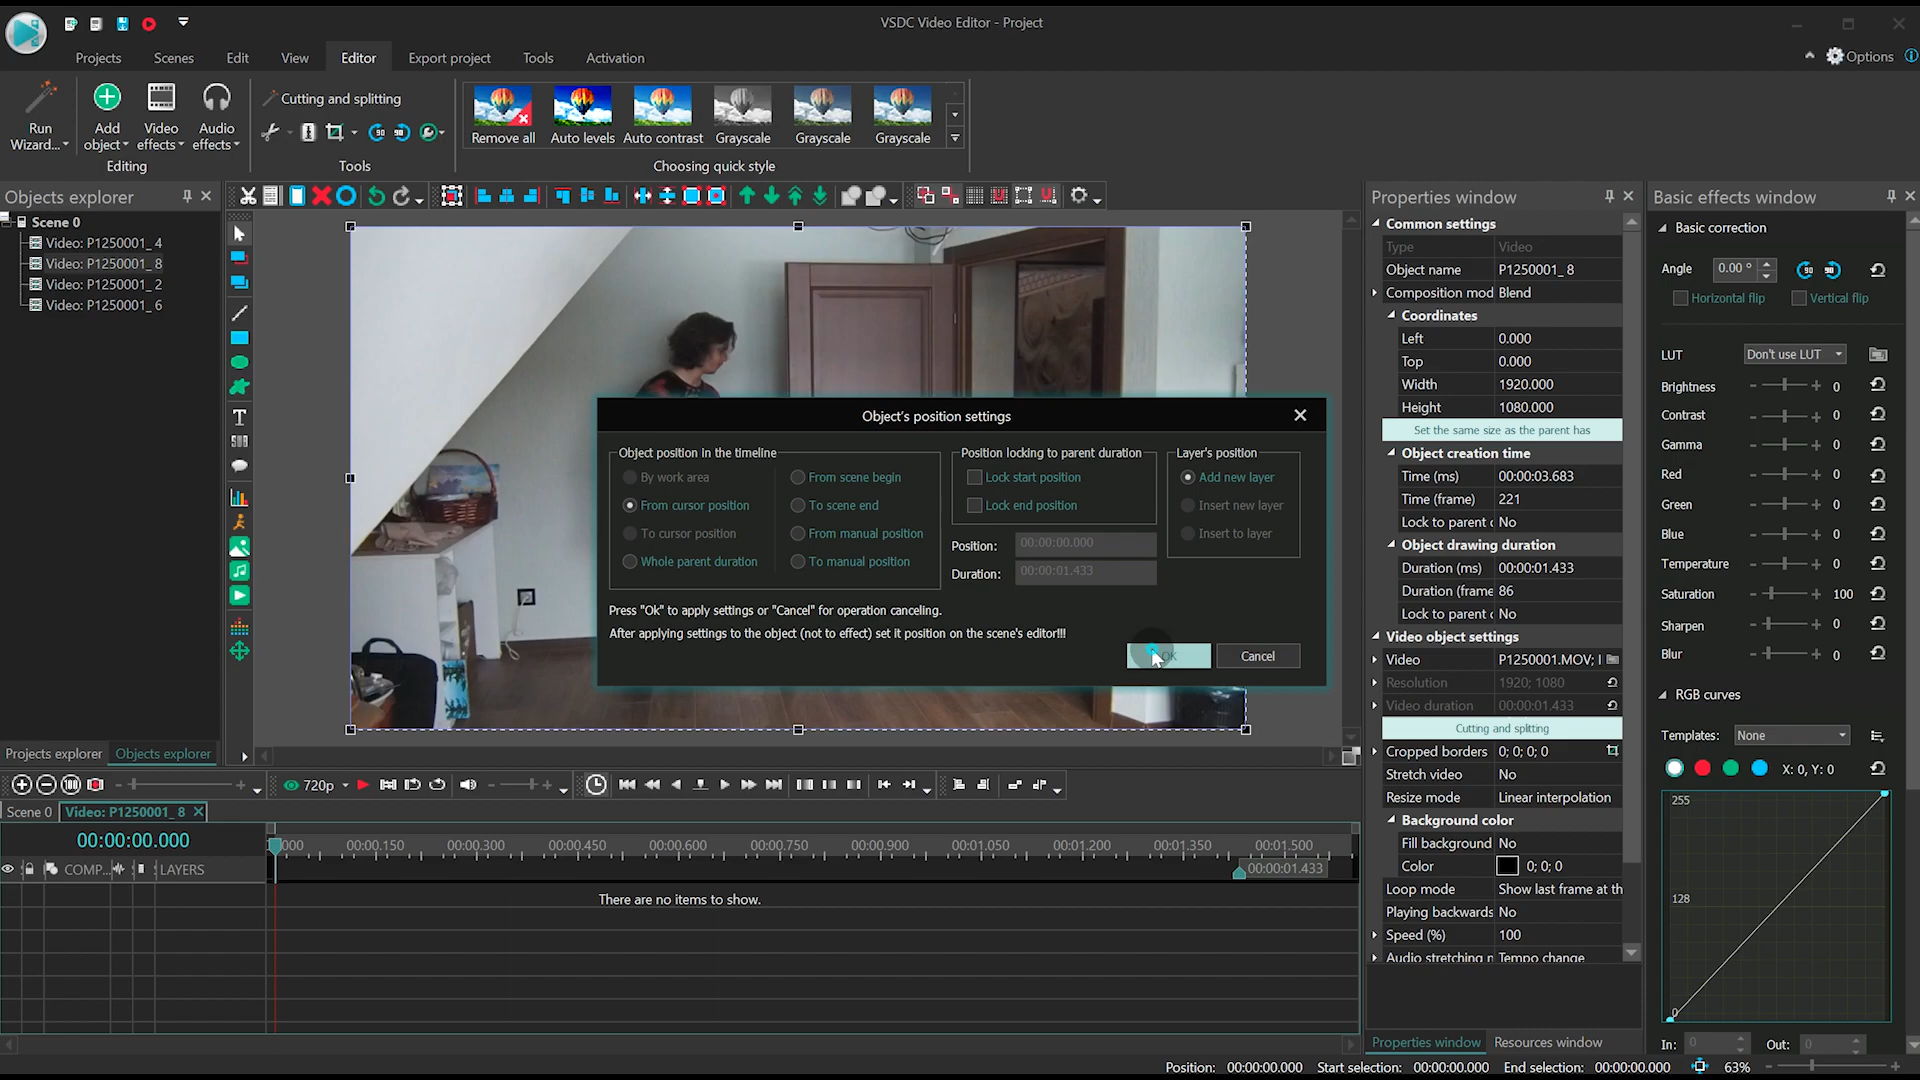 VSDC Video Editor - Project
Projects
Scenes
Edit
View
Editor
Export project
Tools
Activation
Options
Run
Wizard...
Add
object
Video
effects
Audio
effects
Editing
Cutting and splitting
Tools
Remove all
Auto levels
Auto contrast
Grayscale
Grayscale
Grayscale
Choosing quick style
Objects explorer
Scene 0
Video: P1250001_ 4
Video: P1250001_ 8
Video: P1250001_ 2
Video: P1250001_ 6
Projects explorer
Objects explorer
Object's position settings
Object position in the timeline
By work area
From cursor position
To cursor position
Whole parent duration
From scene begin
To scene end
From manual position
To manual position
Position locking to parent duration
Lock start position
Lock end position
Position: 00:00:00.000
Duration: 00:00:01.433
Layer's position
Add new layer
Insert new layer
Insert to layer
Press "Ok" to apply settings or "Cancel" for operation canceling.
After applying settings to the object (not to effect) set it position on the scene's editor!!!
Cancel
Properties window
Common settings
Type Video
Object name P1250001_ 8
Composition mod Blend
Coordinates
Left 0.000
Top 0.000
Width 1920.000
Height 1080.000
Set the same size as the parent has
Object creation time
Time (ms) 00:00:03.683
Time (frame) 221
Lock to parent c No
Object drawing duration
Duration (ms) 00:00:01.433
Duration (frame 86
Lock to parent c No
Video object settings
Video P1250001.MOV; I
Resolution 1920; 1080
Video duration 00:00:01.433
Cutting and splitting
Cropped borders 0; 0; 0; 0
Stretch video No
Resize mode Linear interpolation
Background color
Fill background No
Color 0; 0; 0
Loop mode Show last frame at th
Playing backwards No
Speed (%) 100
Audio stretching n Tempo change
Properties window
Resources window
Basic effects window
Basic correction
Angle 0.00 °
90
90
Horizontal flip
Vertical flip
LUT Don't use LUT
Brightness 0
Contrast 0
Gamma 0
Red 0
Green 0
Blue 0
Temperature 0
Saturation 100
Sharpen 0
Blur 0
RGB curves
Templates: None
X: 0, Y: 0
255
128
0
In: 0
Out: 0
720p
Scene 0
Video: P1250001_ 8
00:00:00.000
000
00:00.150
00:00.300
00:00.450
00:00.600
00:00.750
00:00.900
00:01.050
00:01.200
00:01.350
00:01.500
00:00:01.433
COMP...
LAYERS
There are no items to show.
Position: 00:00:00.000
Start selection: 00:00:00.000
End selection: 00:00:00.000
63%